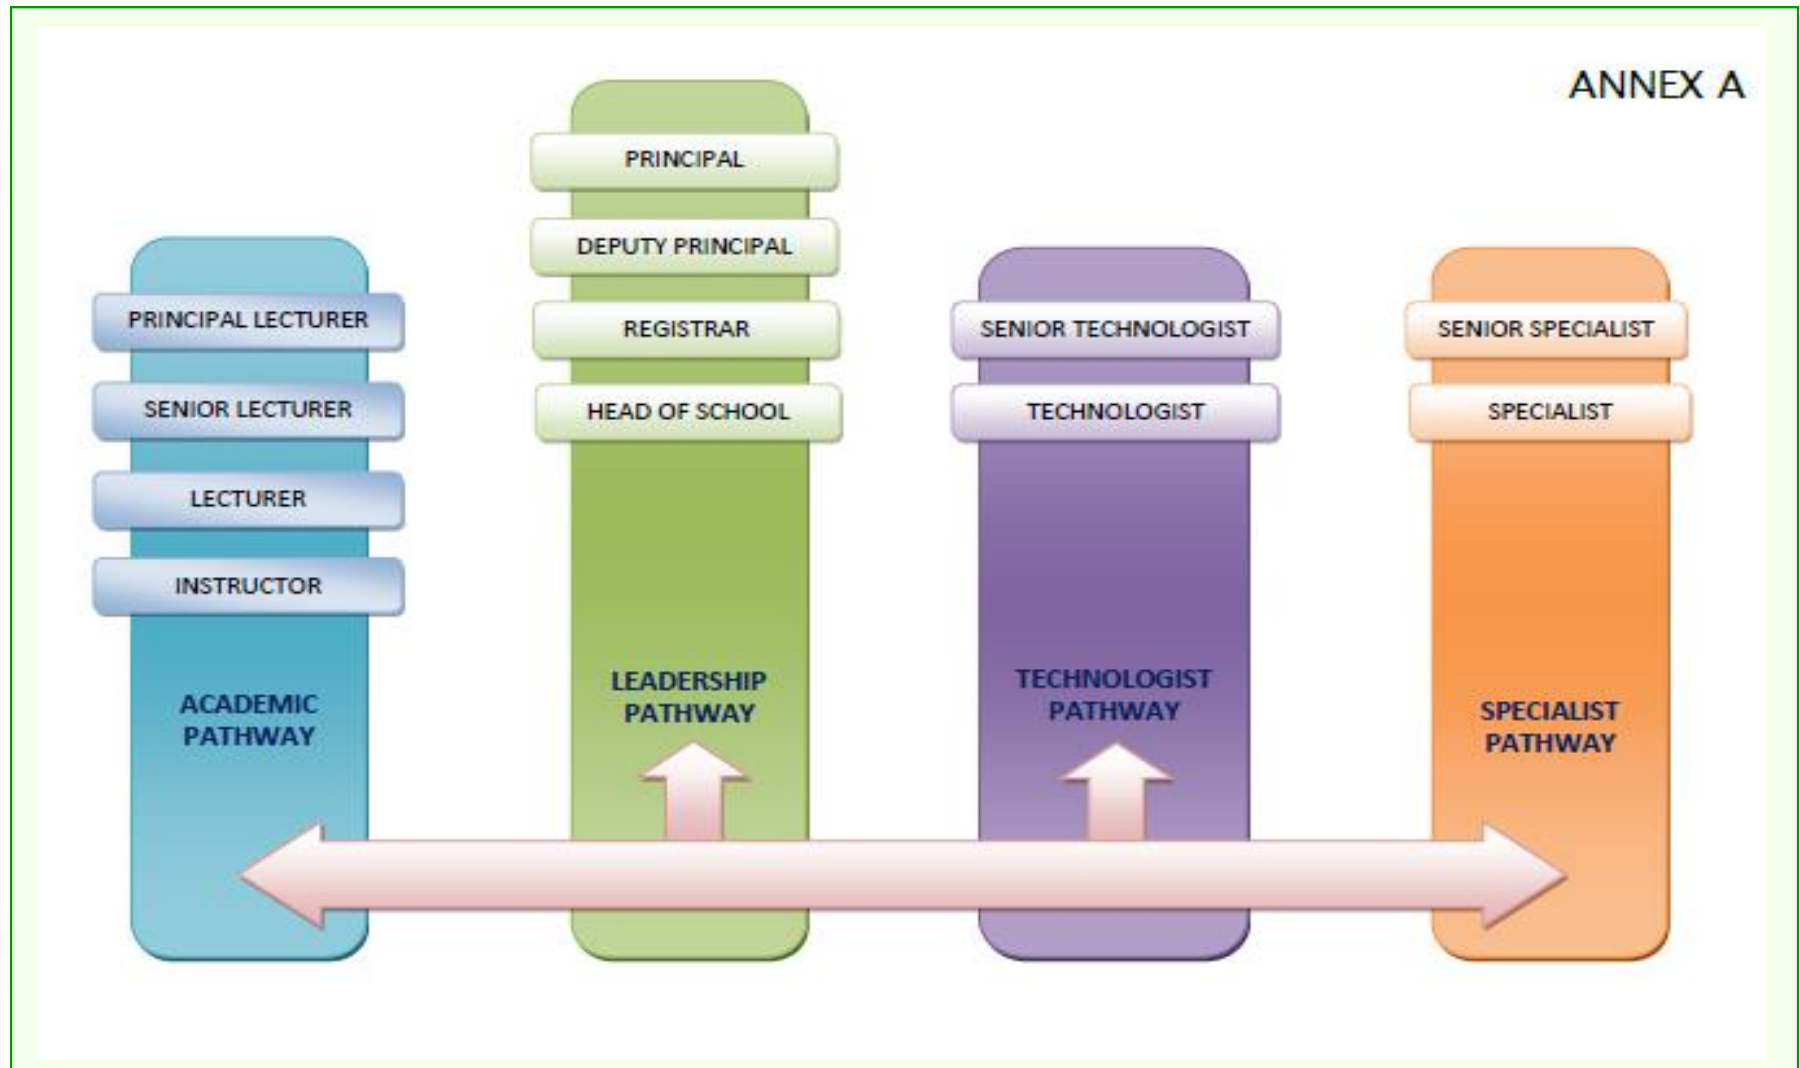 ANNEX A
PRINCIPAL LECTURER
SENIOR LECTURER
LECTURER
INSTRUCTOR
ACADEMIC
PATHWAY
PRINCIPAL
DEPUTY PRINCIPAL
REGISTRAR
HEAD OF SCHOOL
LEADERSHIP
PATHWAY
SENIOR TECHNOLOGIST
TECHNOLOGIST
TECHNOLOGIST
PATHWAY
SENIOR SPECIALIST
SPECIALIST
SPECIALIST
PATHWAY